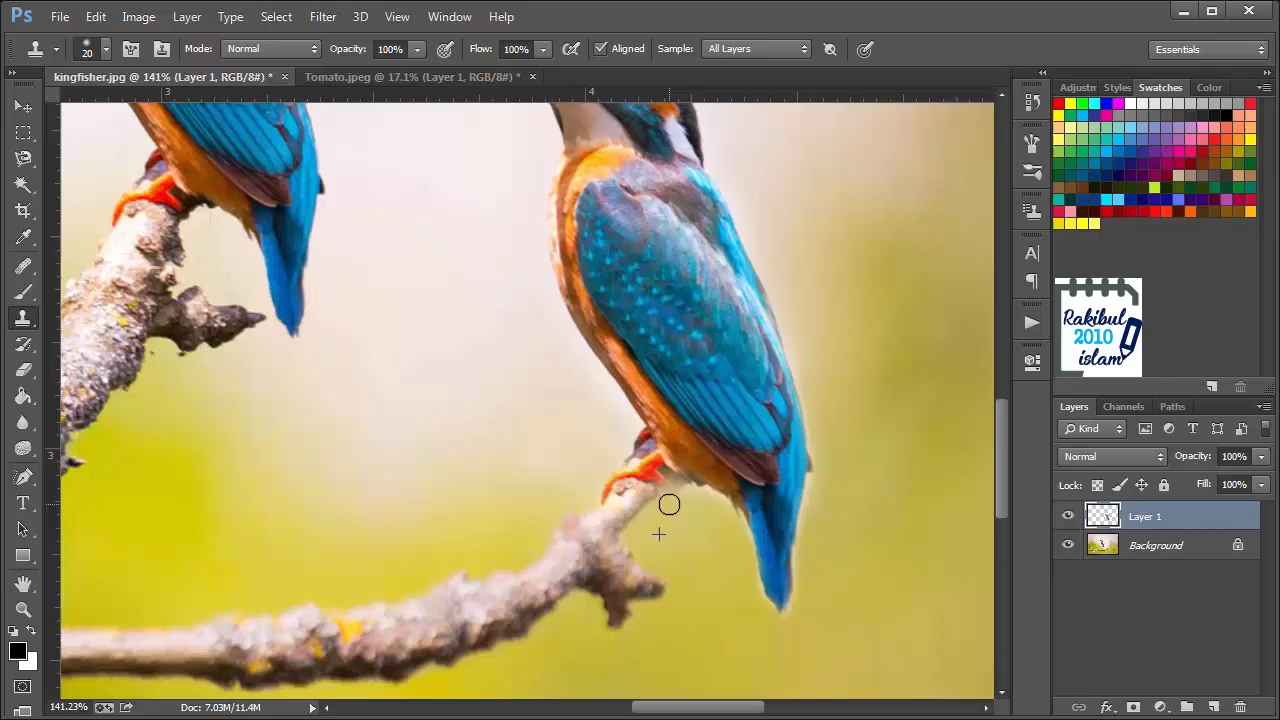 Ps File Edit Image Layer Type Select Filter 3D View Window Help
20 Mode: Normal Opacity: 100% Flow: 100% Aligned Sample: All Layers Essentials
kingfisher.jpg @ 141% (Layer 1, RGB/8#) * Tomato.jpeg @ 17.1% (Layer 1, RGB/8#) *
3 4
Adjustm Styles Swatches Color
3
Rakibul
2010
islam
Layers Channels Paths
Kind
Normal Opacity: 100%
Lock: Fill: 100%
Layer 1
Background
141.23% Doc: 7.03M/11.4M